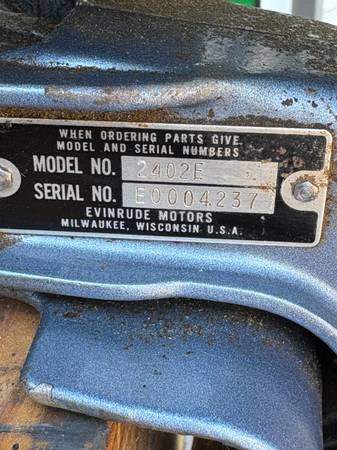 WHEN ORDERING PARTS GIVE
MODEL AND SERIAL NUMBERS
MODEL NO. 2402E
SERIAL NO. E0004237
EVINRUDE MOTORS
MILWAUKEE, WISCONSIN U.S.A.